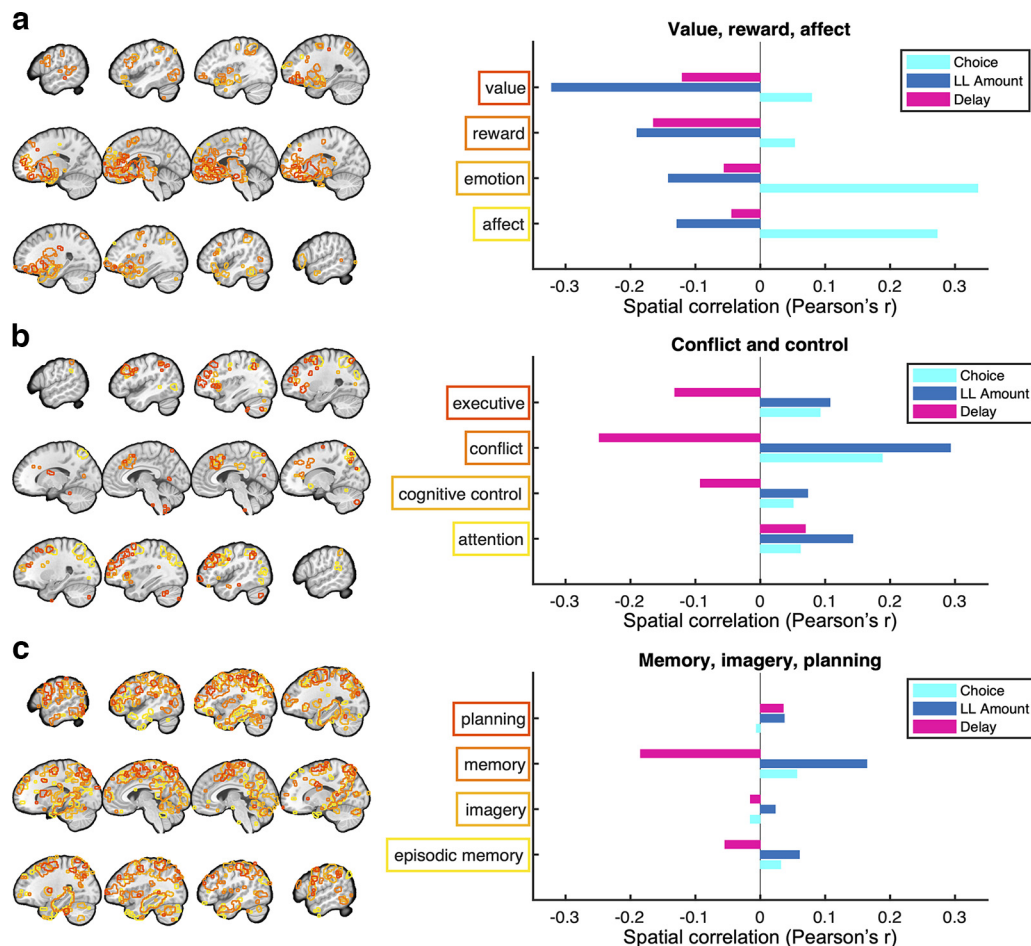 a
Value, reward, affect
Choice
LL Amount
Delay
value
reward
emotion
affect
-0.3 -0.2 -0.1 0 0.1 0.2 0.3
Spatial correlation (Pearson's r)
b
Conflict and control
Choice
LL Amount
Delay
executive
conflict
cognitive control
attention
-0.3 -0.2 -0.1 0 0.1 0.2 0.3
Spatial correlation (Pearson's r)
c
Memory, imagery, planning
Choice
LL Amount
Delay
planning
memory
imagery
episodic memory
-0.3 -0.2 -0.1 0 0.1 0.2 0.3
Spatial correlation (Pearson's r)